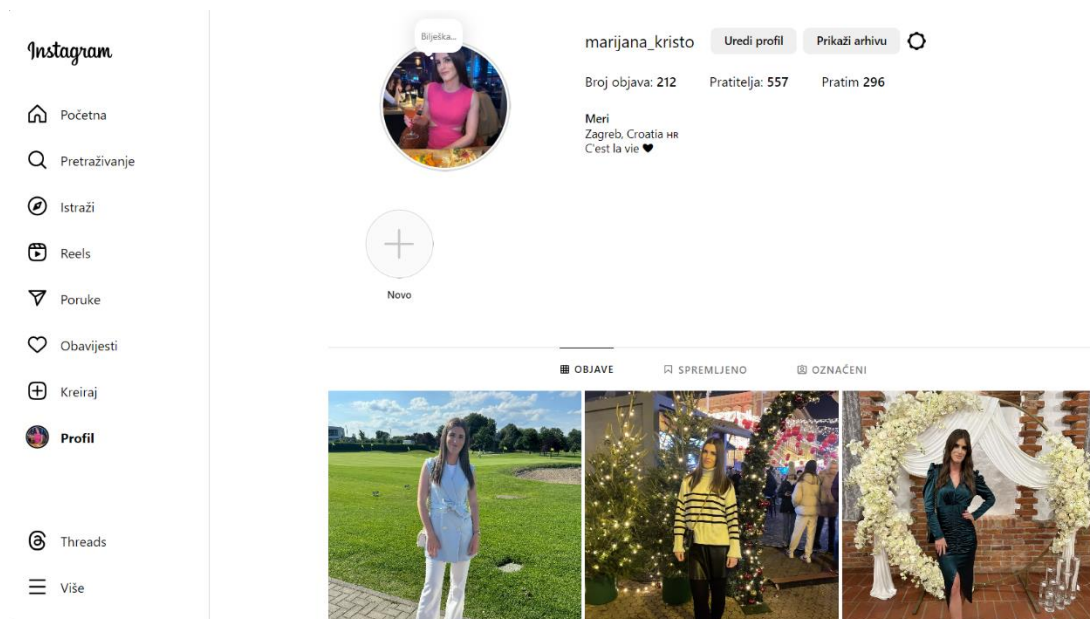 Instagram
Početna
Pretraživanje
Istraži
Reels
Poruke
Obavijesti
Kreiraj
Profil
Threads
Više
Bilješka...
marijana_kristo Uredi profil Prikaži arhivu
Broj objava: 212 Pratitelja: 557 Pratim 296
Meri
Zagreb, Croatia HR
C'est la vie 🖤
Novo
OBJAVE SPREMLJENO OZNAČENI